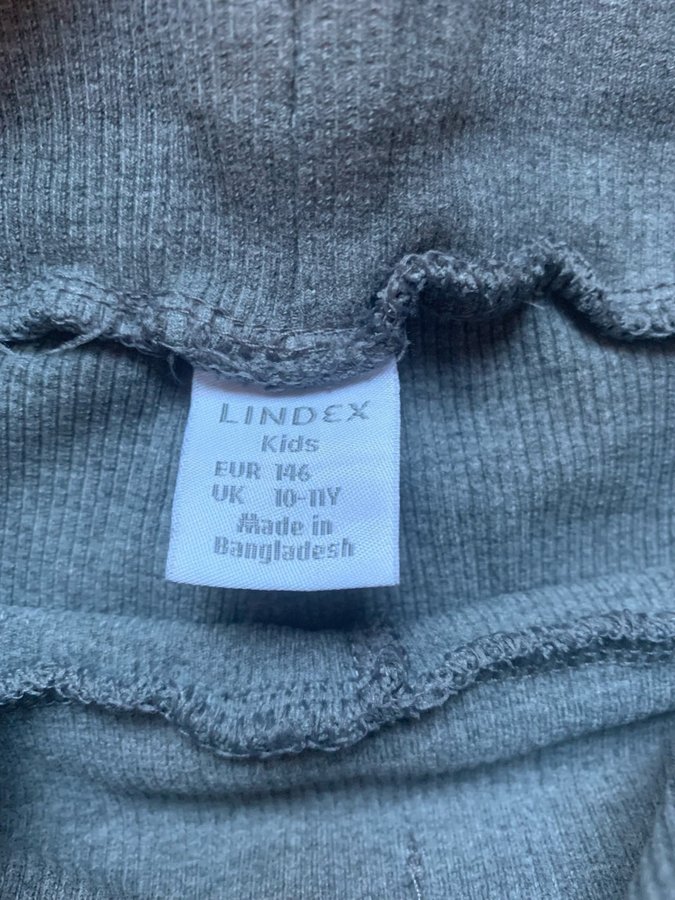 LINDEX
Kids
EUR 146
UK 10-11Y
Made in
Bangladesh